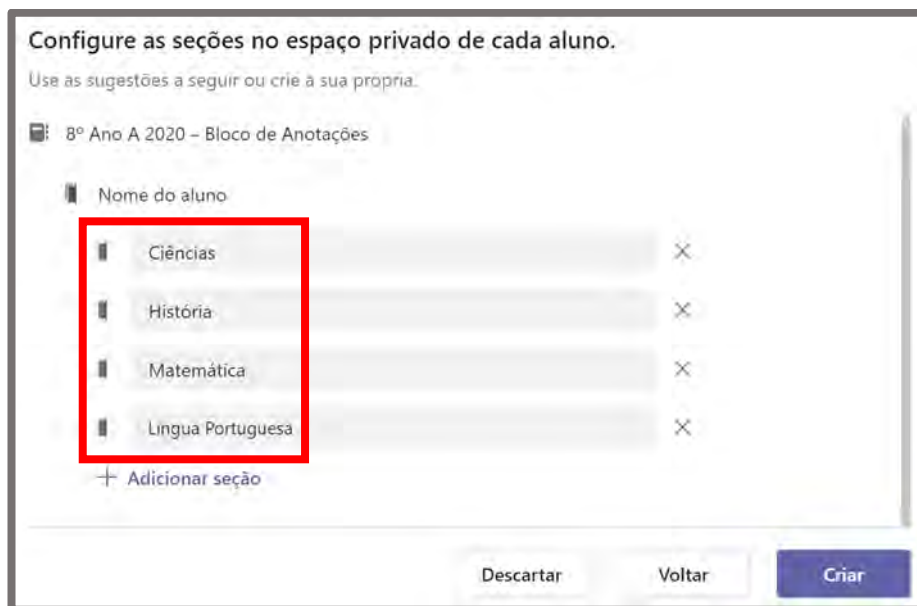 Configure as seções no espaço privado de cada aluno.
Use as sugestões a seguir ou crie a sua propria.
8º Ano A 2020 – Bloco de Anotações
Nome do aluno
Ciências
História
Matemática
Lingua Portuguesa
+ Adicionar seção
Descartar Voltar Criar